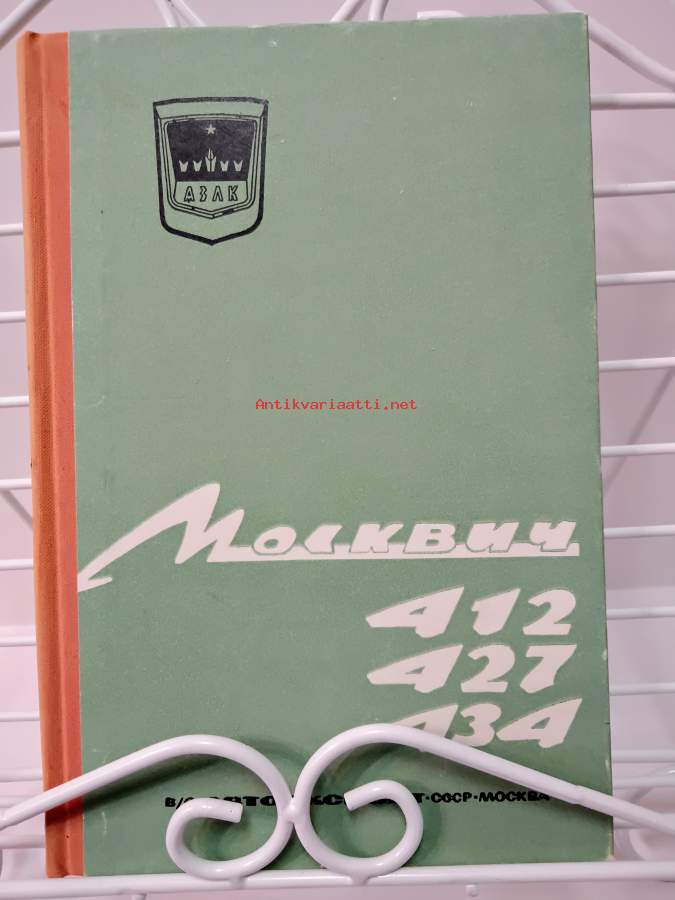 АЗЛК
Antikvariaatti.net
Москвич
412
427
434
СССР·МОСКВА